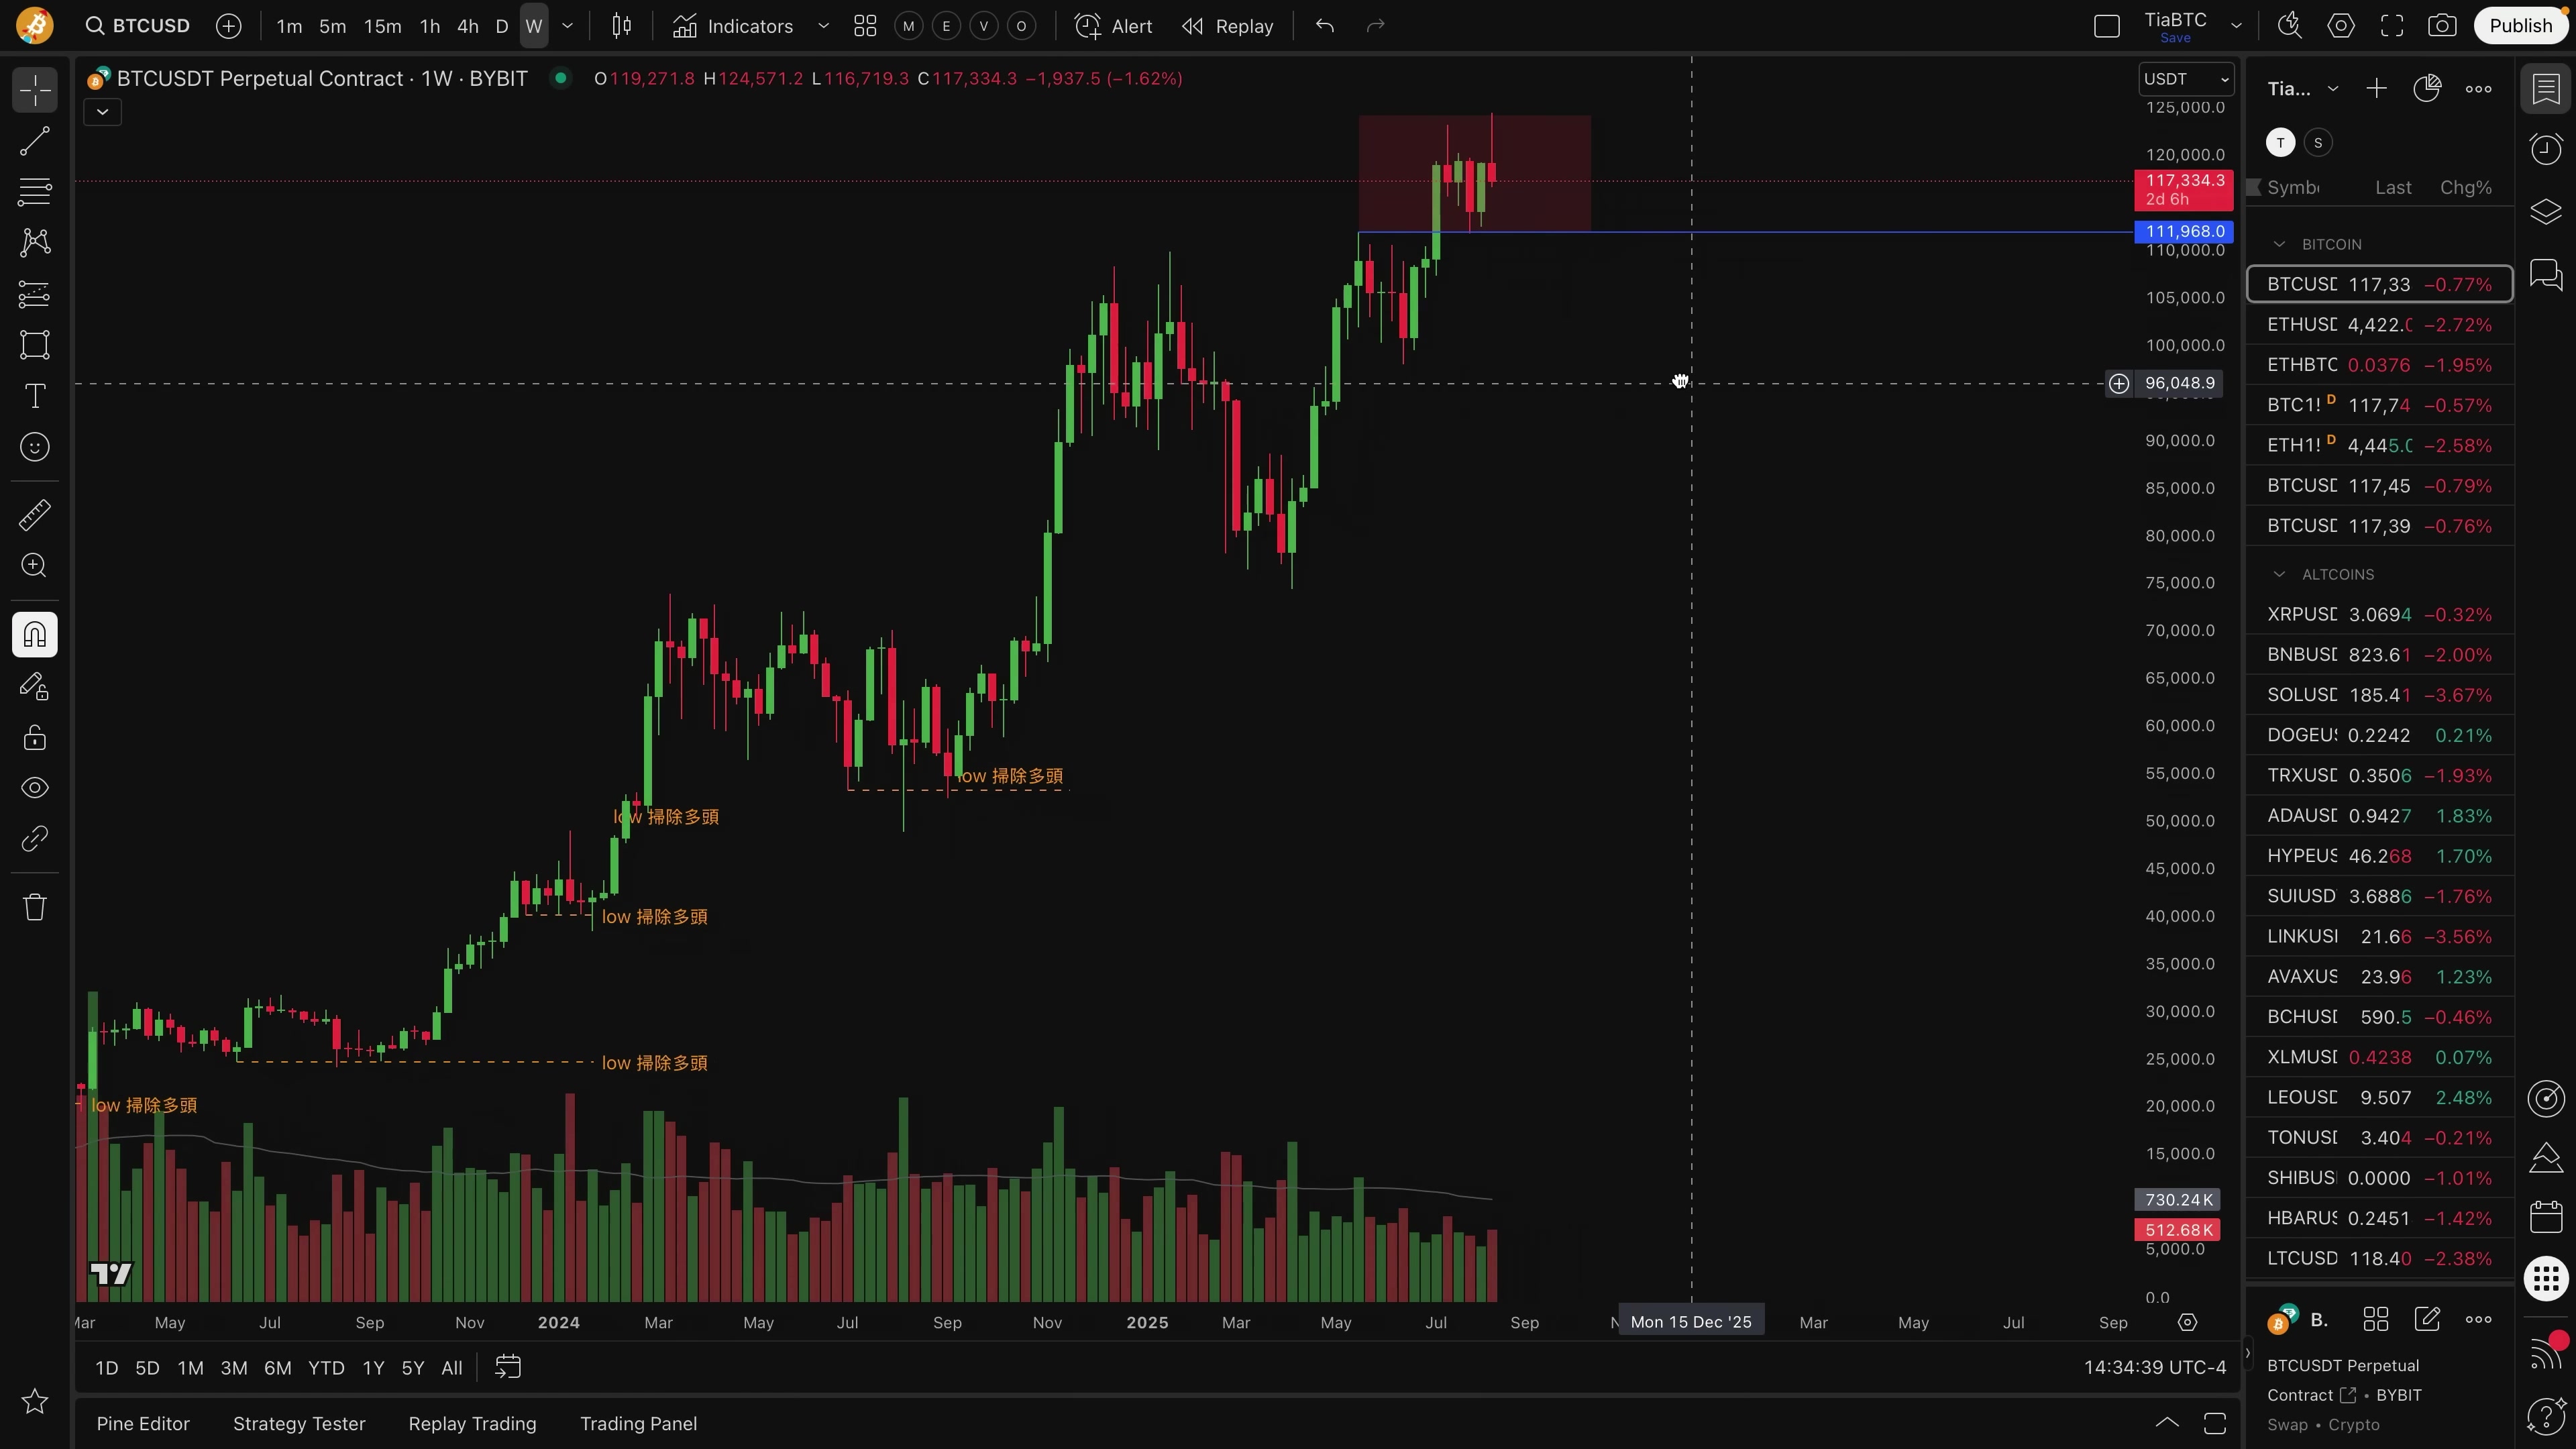 BTCUSD
1m 5m 15m 1h 4h D W
Indicators
M E V O
Alert
Replay
TiaBTC
Save
Publish
BTCUSDT Perpetual Contract · 1W · BYBIT
O119,271.8 H124,571.2 L116,719.3 C117,334.3 −1,937.5 (−1.62%)
USDT
125,000.0
120,000.0
117,334.3
2d 6h
111,968.0
110,000.0
105,000.0
100,000.0
96,048.9
90,000.0
85,000.0
80,000.0
75,000.0
70,000.0
65,000.0
60,000.0
55,000.0
50,000.0
45,000.0
40,000.0
35,000.0
30,000.0
25,000.0
20,000.0
15,000.0
730.24K
512.68K
5,000.0
0.0
low 掃除多頭
low 掃除多頭
low 掃除多頭
low 掃除多頭
low 掃除多頭
May Jul Sep Nov 2024 Mar May Jul Sep Nov 2025 Mar May Jul Sep Mon 15 Dec '25 Mar May Jul Sep
1D 5D 1M 3M 6M YTD 1Y 5Y All
14:34:39 UTC-4
Pine Editor Strategy Tester Replay Trading Trading Panel
Tia...
T S
Symb Last Chg%
BITCOIN
BTCUSD 117,33 −0.77%
ETHUSD 4,422.0 −2.72%
ETHBTC 0.0376 −1.95%
BTC1! D 117,74 −0.57%
ETH1! D 4,445.0 −2.58%
BTCUSD 117,45 −0.79%
BTCUSD 117,39 −0.76%
ALTCOINS
XRPUSD 3.0694 −0.32%
BNBUSD 823.61 −2.00%
SOLUSD 185.41 −3.67%
DOGEUS 0.2242 0.21%
TRXUSD 0.3506 −1.93%
ADAUSD 0.9427 1.83%
HYPEUS 46.268 1.70%
SUIUSD 3.6886 −1.76%
LINKUS 21.66 −3.56%
AVAXUS 23.96 1.23%
BCHUSD 590.5 −0.46%
XLMUSD 0.4238 0.07%
LEOUSD 9.507 2.48%
TONUSD 3.404 −0.21%
SHIBUS 0.0000 −1.01%
HBARUS 0.2451 −1.42%
LTCUSD 118.40 −2.38%
B.
BTCUSDT Perpetual
Contract • BYBIT
Swap • Crypto